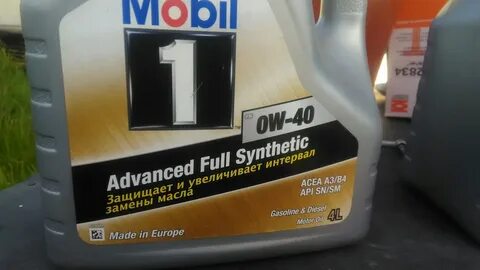 Mobil
1
0W-40
Advanced Full Synthetic
Защищает и увеличивает интервал
замены масла
ACEA A3/B4
API SN/SM
Gasoline & Diesel
Motor Oil 4L
Made in Europe
2834